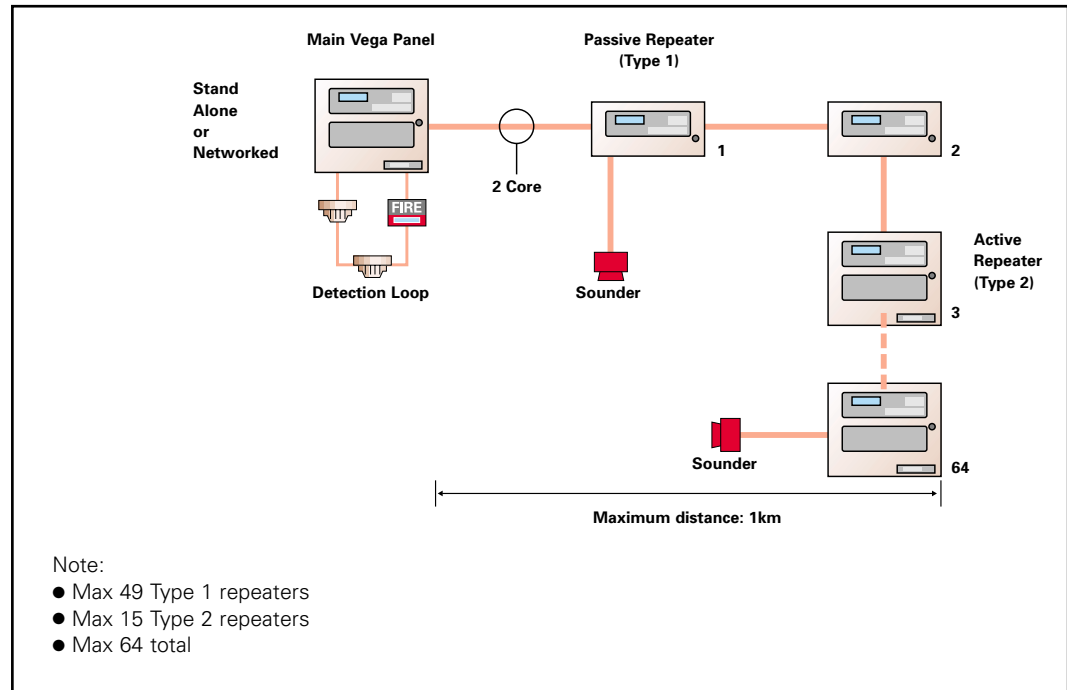 Main Vega Panel
Passive Repeater
(Type 1)
Stand
Alone
or
Networked
1
2
2 Core
FIRE
Detection Loop
Sounder
Active
Repeater
(Type 2)
3
Sounder
64
Maximum distance: 1km
Note:
● Max 49 Type 1 repeaters
● Max 15 Type 2 repeaters
● Max 64 total